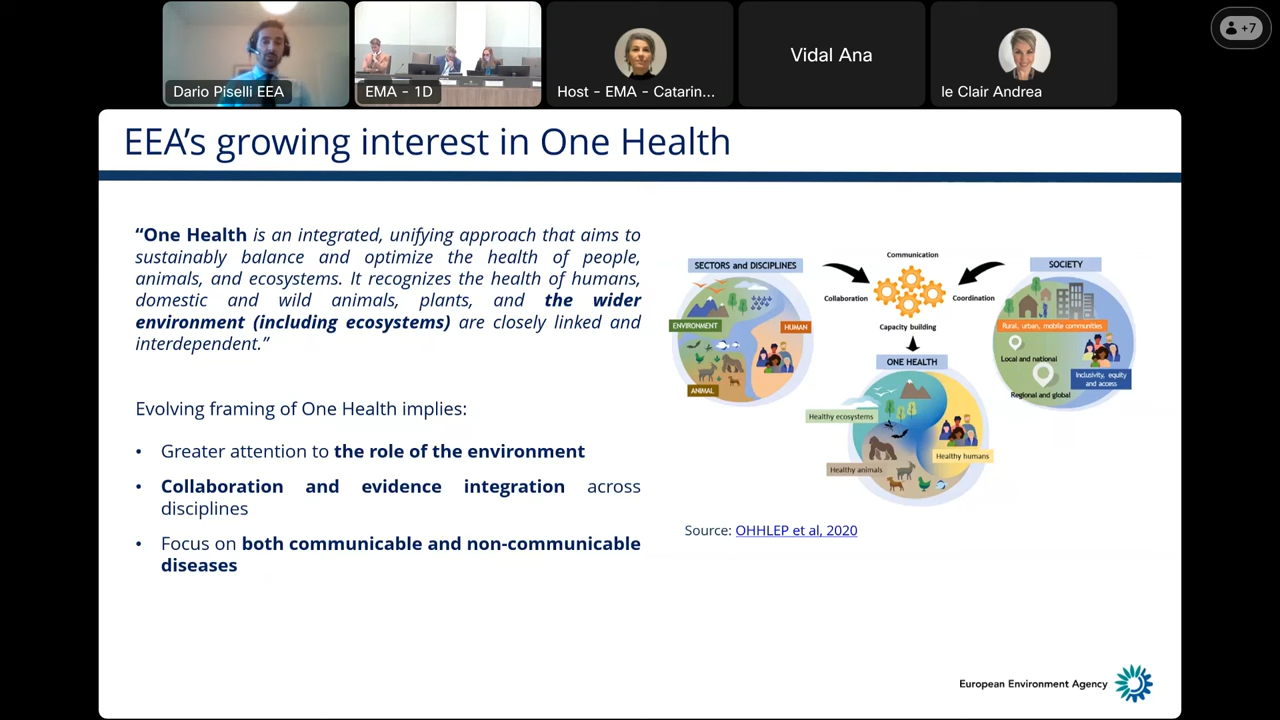 +7
Dario Piselli EEA
EMA - 1D
Host - EMA - Catarin...
Vidal Ana
le Clair Andrea
EEA's growing interest in One Health
“One Health is an integrated, unifying approach that aims to
sustainably balance and optimize the health of people,
animals, and ecosystems. It recognizes the health of humans,
domestic and wild animals, plants, and the wider
environment (including ecosystems) are closely linked and
interdependent.”
Evolving framing of One Health implies:
• Greater attention to the role of the environment
• Collaboration and evidence integration across
disciplines
• Focus on both communicable and non-communicable
diseases
SECTORS and DISCIPLINES
ENVIRONMENT
HUMAN
ANIMAL
Communication
Collaboration
Coordination
Capacity building
SOCIETY
Rural, urban, mobile communities
Local and national
Inclusivity, equity
and access
Regional and global
ONE HEALTH
Healthy ecosystems
Healthy humans
Healthy animals
Source: OHHLEP et al, 2020
European Environment Agency